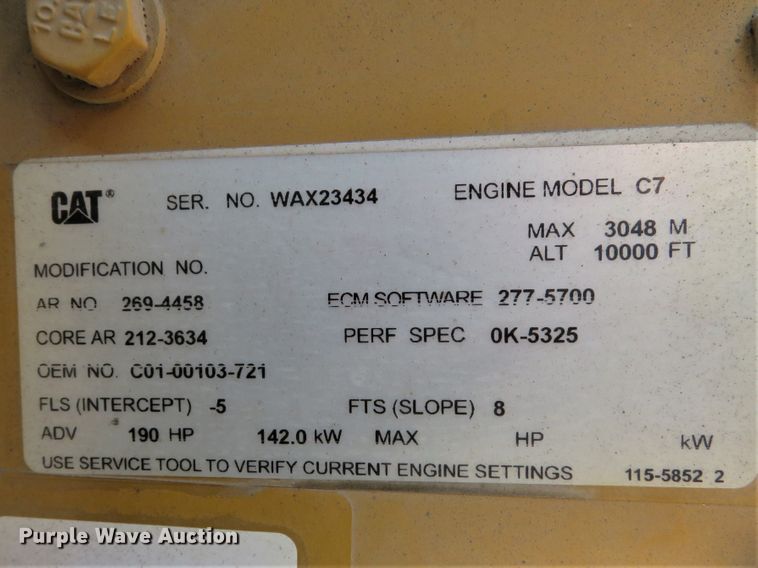 CAT® SER. NO. WAX23434 ENGINE MODEL C7
MAX 3048 M
ALT 10000 FT
MODIFICATION NO.
AR NO 269-4458 ECM SOFTWARE 277-5700
CORE AR 212-3634 PERF SPEC 0K-5325
OEM NO. C01-00103-721
FLS (INTERCEPT) -5 FTS (SLOPE) 8
ADV 190 HP 142.0 kW MAX HP kW
USE SERVICE TOOL TO VERIFY CURRENT ENGINE SETTINGS 115-5852 2
Purple Wave Auction